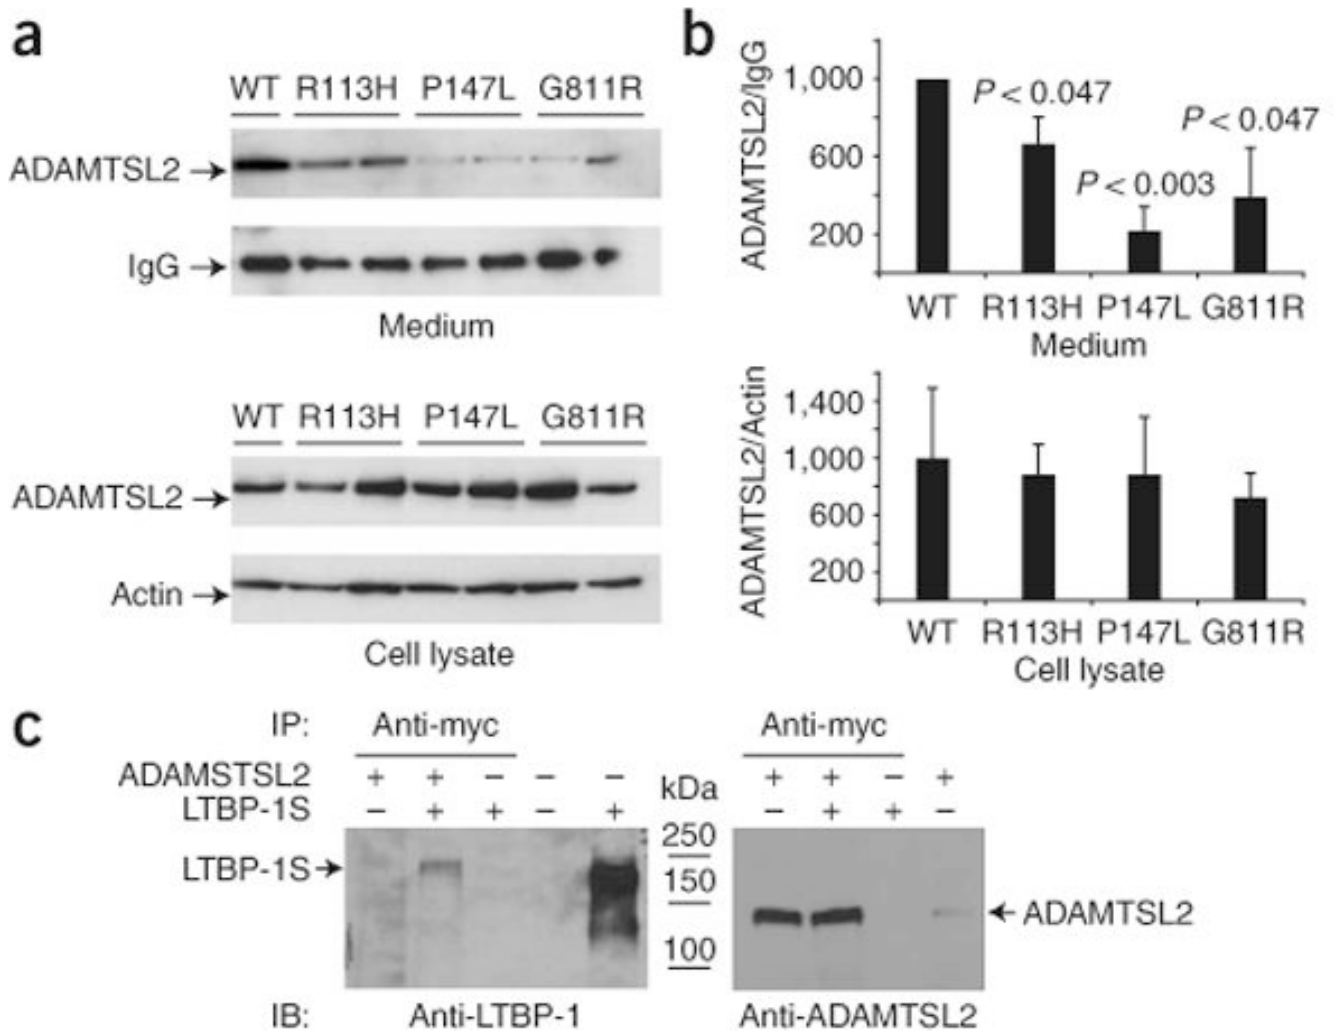 a
WT R113H P147L G811R
ADAMTSL2
IgG
Medium
WT R113H P147L G811R
ADAMTSL2
Actin
Cell lysate
b
ADAMTSL2/IgG
1,000
600
200
P < 0.047
P < 0.003
P < 0.047
WT R113H P147L G811R
Medium
ADAMTSL2/Actin
1,400
1,000
600
200
WT R113H P147L G811R
Cell lysate
c
IP: Anti-myc Anti-myc
ADAMSTSL2 + + − − − + + − +
LTBP-1S − + + − + − + + −
kDa
250
150
100
LTBP-1S
ADAMTSL2
IB: Anti-LTBP-1 Anti-ADAMTSL2